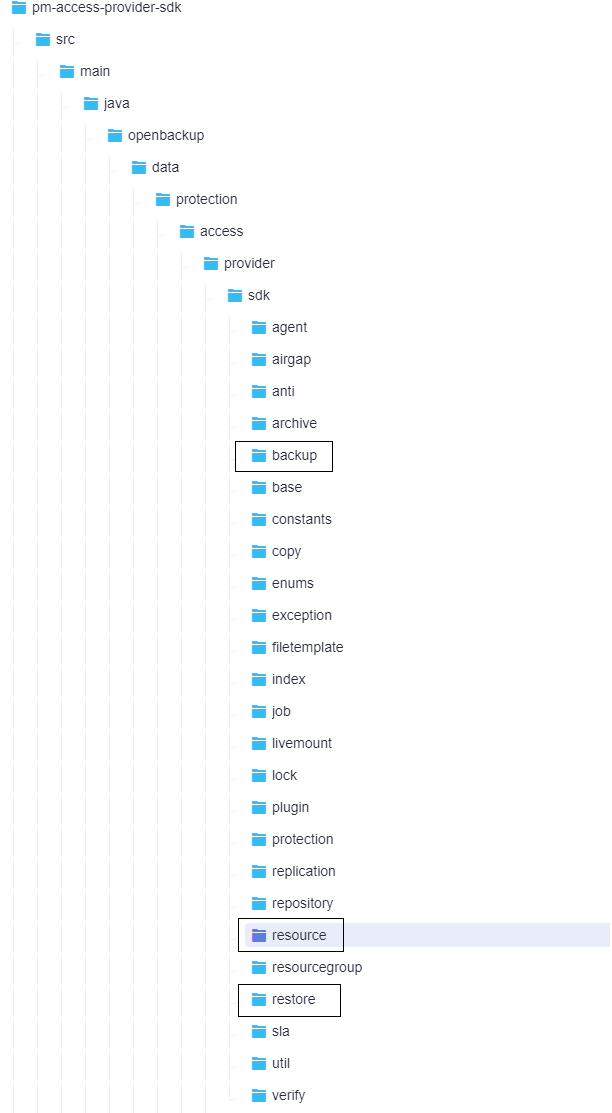 pm-access-provider-sdk
src
main
java
openbackup
data
protection
access
provider
sdk
agent
airgap
anti
archive
backup
base
constants
copy
enums
exception
filetemplate
index
job
livemount
lock
plugin
protection
replication
repository
resource
resourcegroup
restore
sla
util
verify